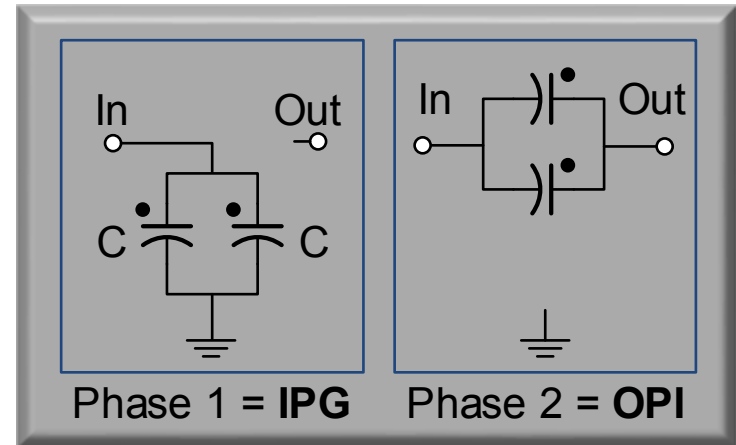 In Out
C C
Phase 1 = IPG
In Out
Phase 2 = OPI